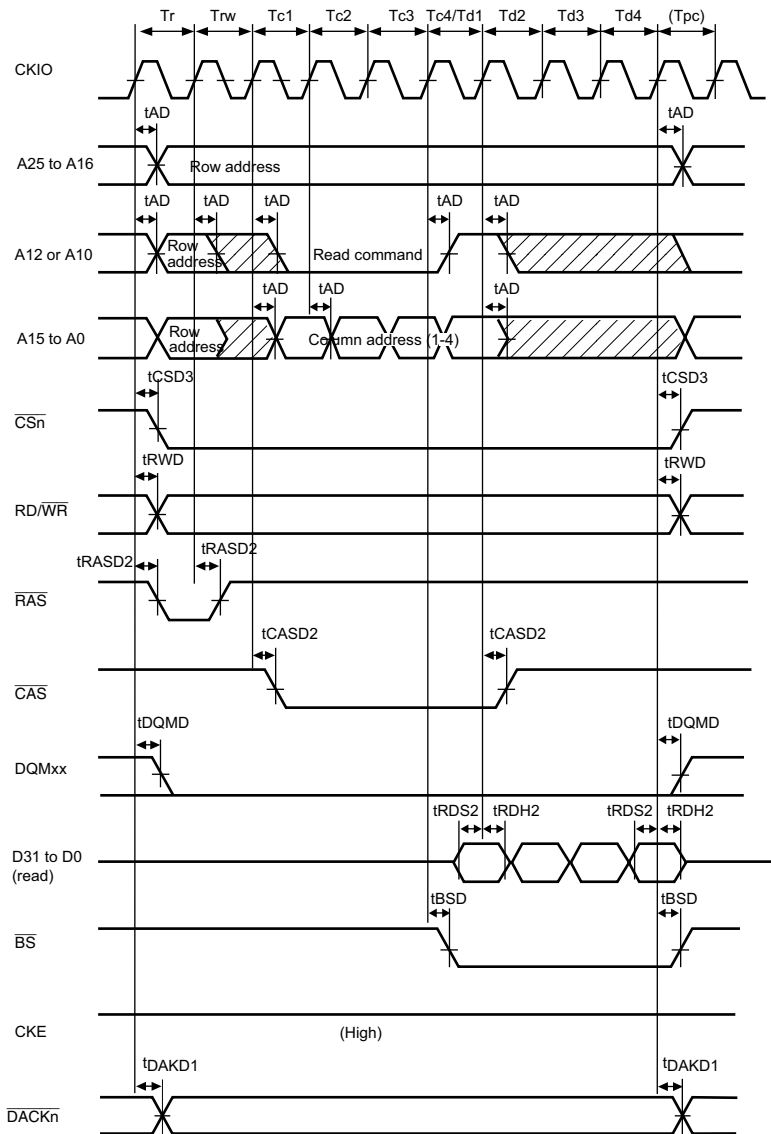 Tr Trw Tc1 Tc2 Tc3 Tc4/Td1 Td2 Td3 Td4 (Tpc)
CKIO
tAD tAD
A25 to A16 Row address
tAD tAD tAD tAD tAD
A12 or A10 Row address Read command
tAD tAD tAD
A15 to A0 Row address Column address (1-4)
tCSD3 tCSD3
CSn
tRWD tRWD
RD/WR
tRASD2 tRASD2
RAS
tCASD2 tCASD2
CAS
tDQMD tDQMD
DQMxx
tRDS2 tRDH2 tRDS2 tRDH2
D31 to D0
(read)
tBSD tBSD
BS
CKE (High)
tDAKD1 tDAKD1
DACKn